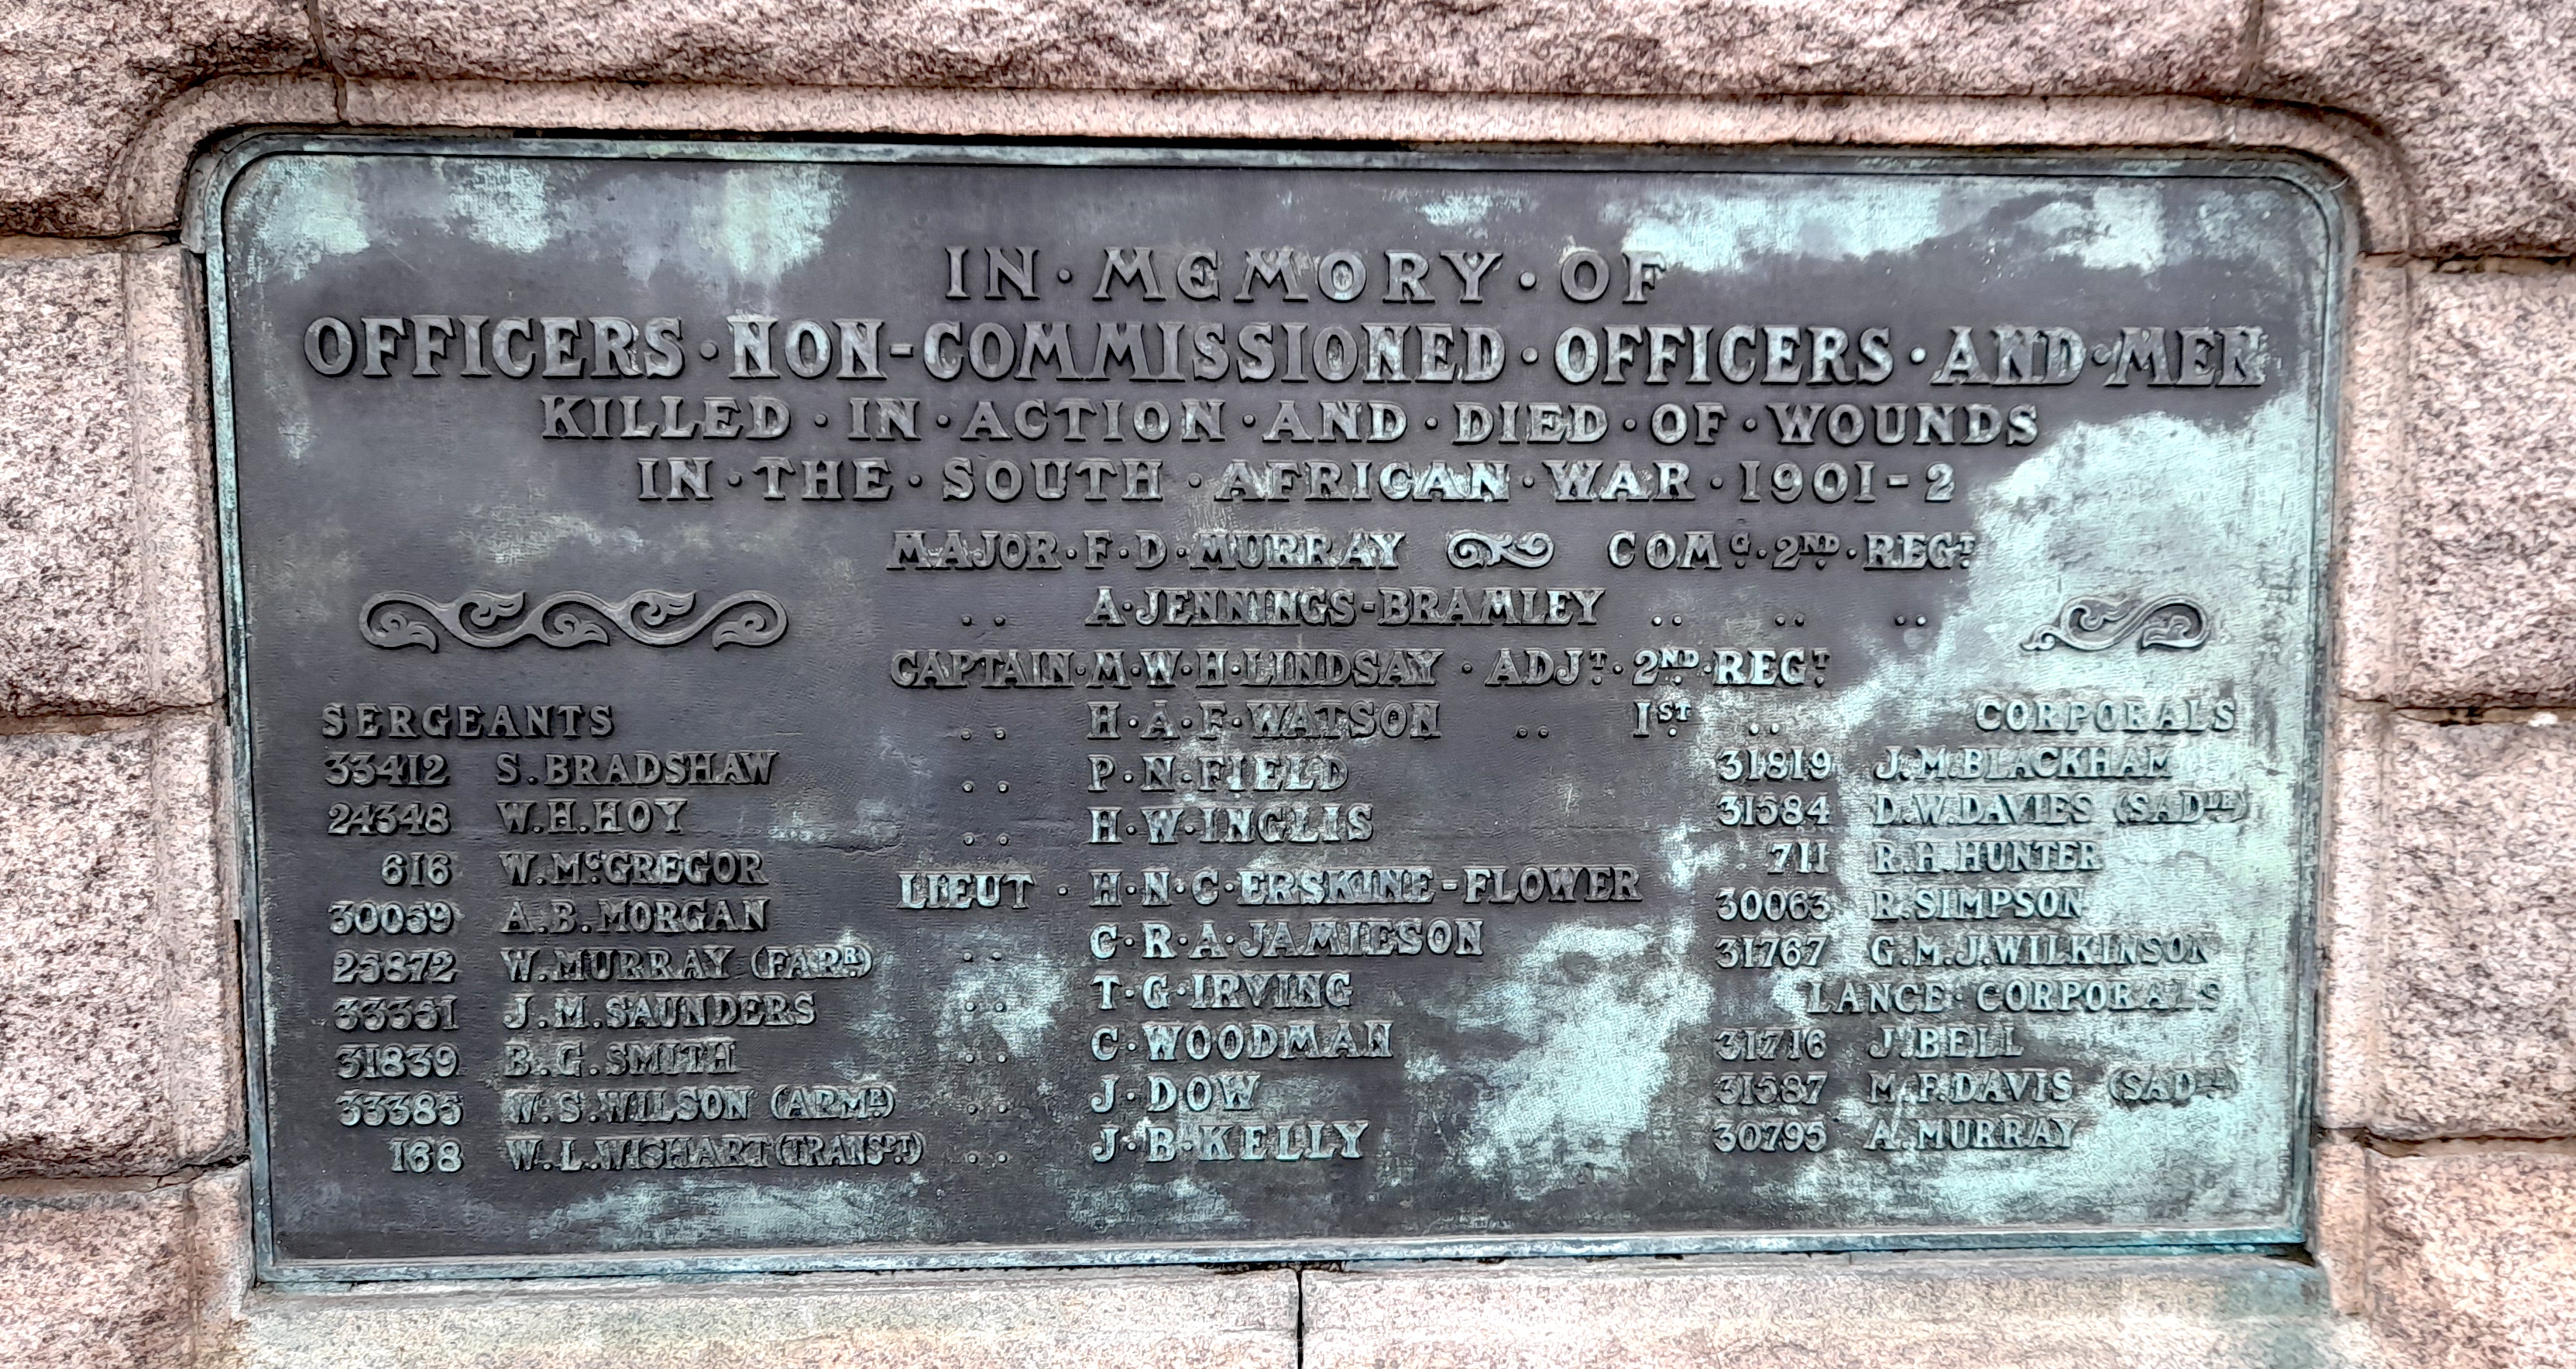 IN · MEMORY · OF
OFFICERS · NON-COMMISSIONED · OFFICERS · AND · MEN
KILLED · IN · ACTION · AND · DIED · OF · WOUNDS
IN · THE · SOUTH · AFRICAN · WAR · 1901-2
MAJOR · F · D · MURRAY COMG · 2ND · REGT
.. A · JENNINGS-BRAMLEY .. .. ..
CAPTAIN · M · W · H · LINDSAY · ADJT · 2ND · REGT
.. H · A · F · WATSON .. 1ST ..
.. P · N · FIELD
.. H · W · INGLIS
LIEUT · H · N · C · ERSKINE-FLOWER
.. C · R · A · JAMIESON
.. T · G · IRVING
.. C · WOODMAN
.. J · DOW
.. J · B · KELLY
SERGEANTS
33412 S. BRADSHAW
24348 W. H. HOY
616 W. McGREGOR
30059 A. B. MORGAN
25872 W. MURRAY (FARR)
33351 J. M. SAUNDERS
31839 B. G. SMITH
33385 W. S. WILSON (ARMR)
168 W. L. WISHART (TRANSPT)
CORPORALS
31819 J. M. BLACKHAM
31584 D. W. DAVIES (SADLR)
711 R. H. HUNTER
30063 R. SIMPSON
31767 G. M. J. WILKINSON
LANCE · CORPORALS
31716 J. BELL
31587 M. F. DAVIS (SADLR)
30795 A. MURRAY